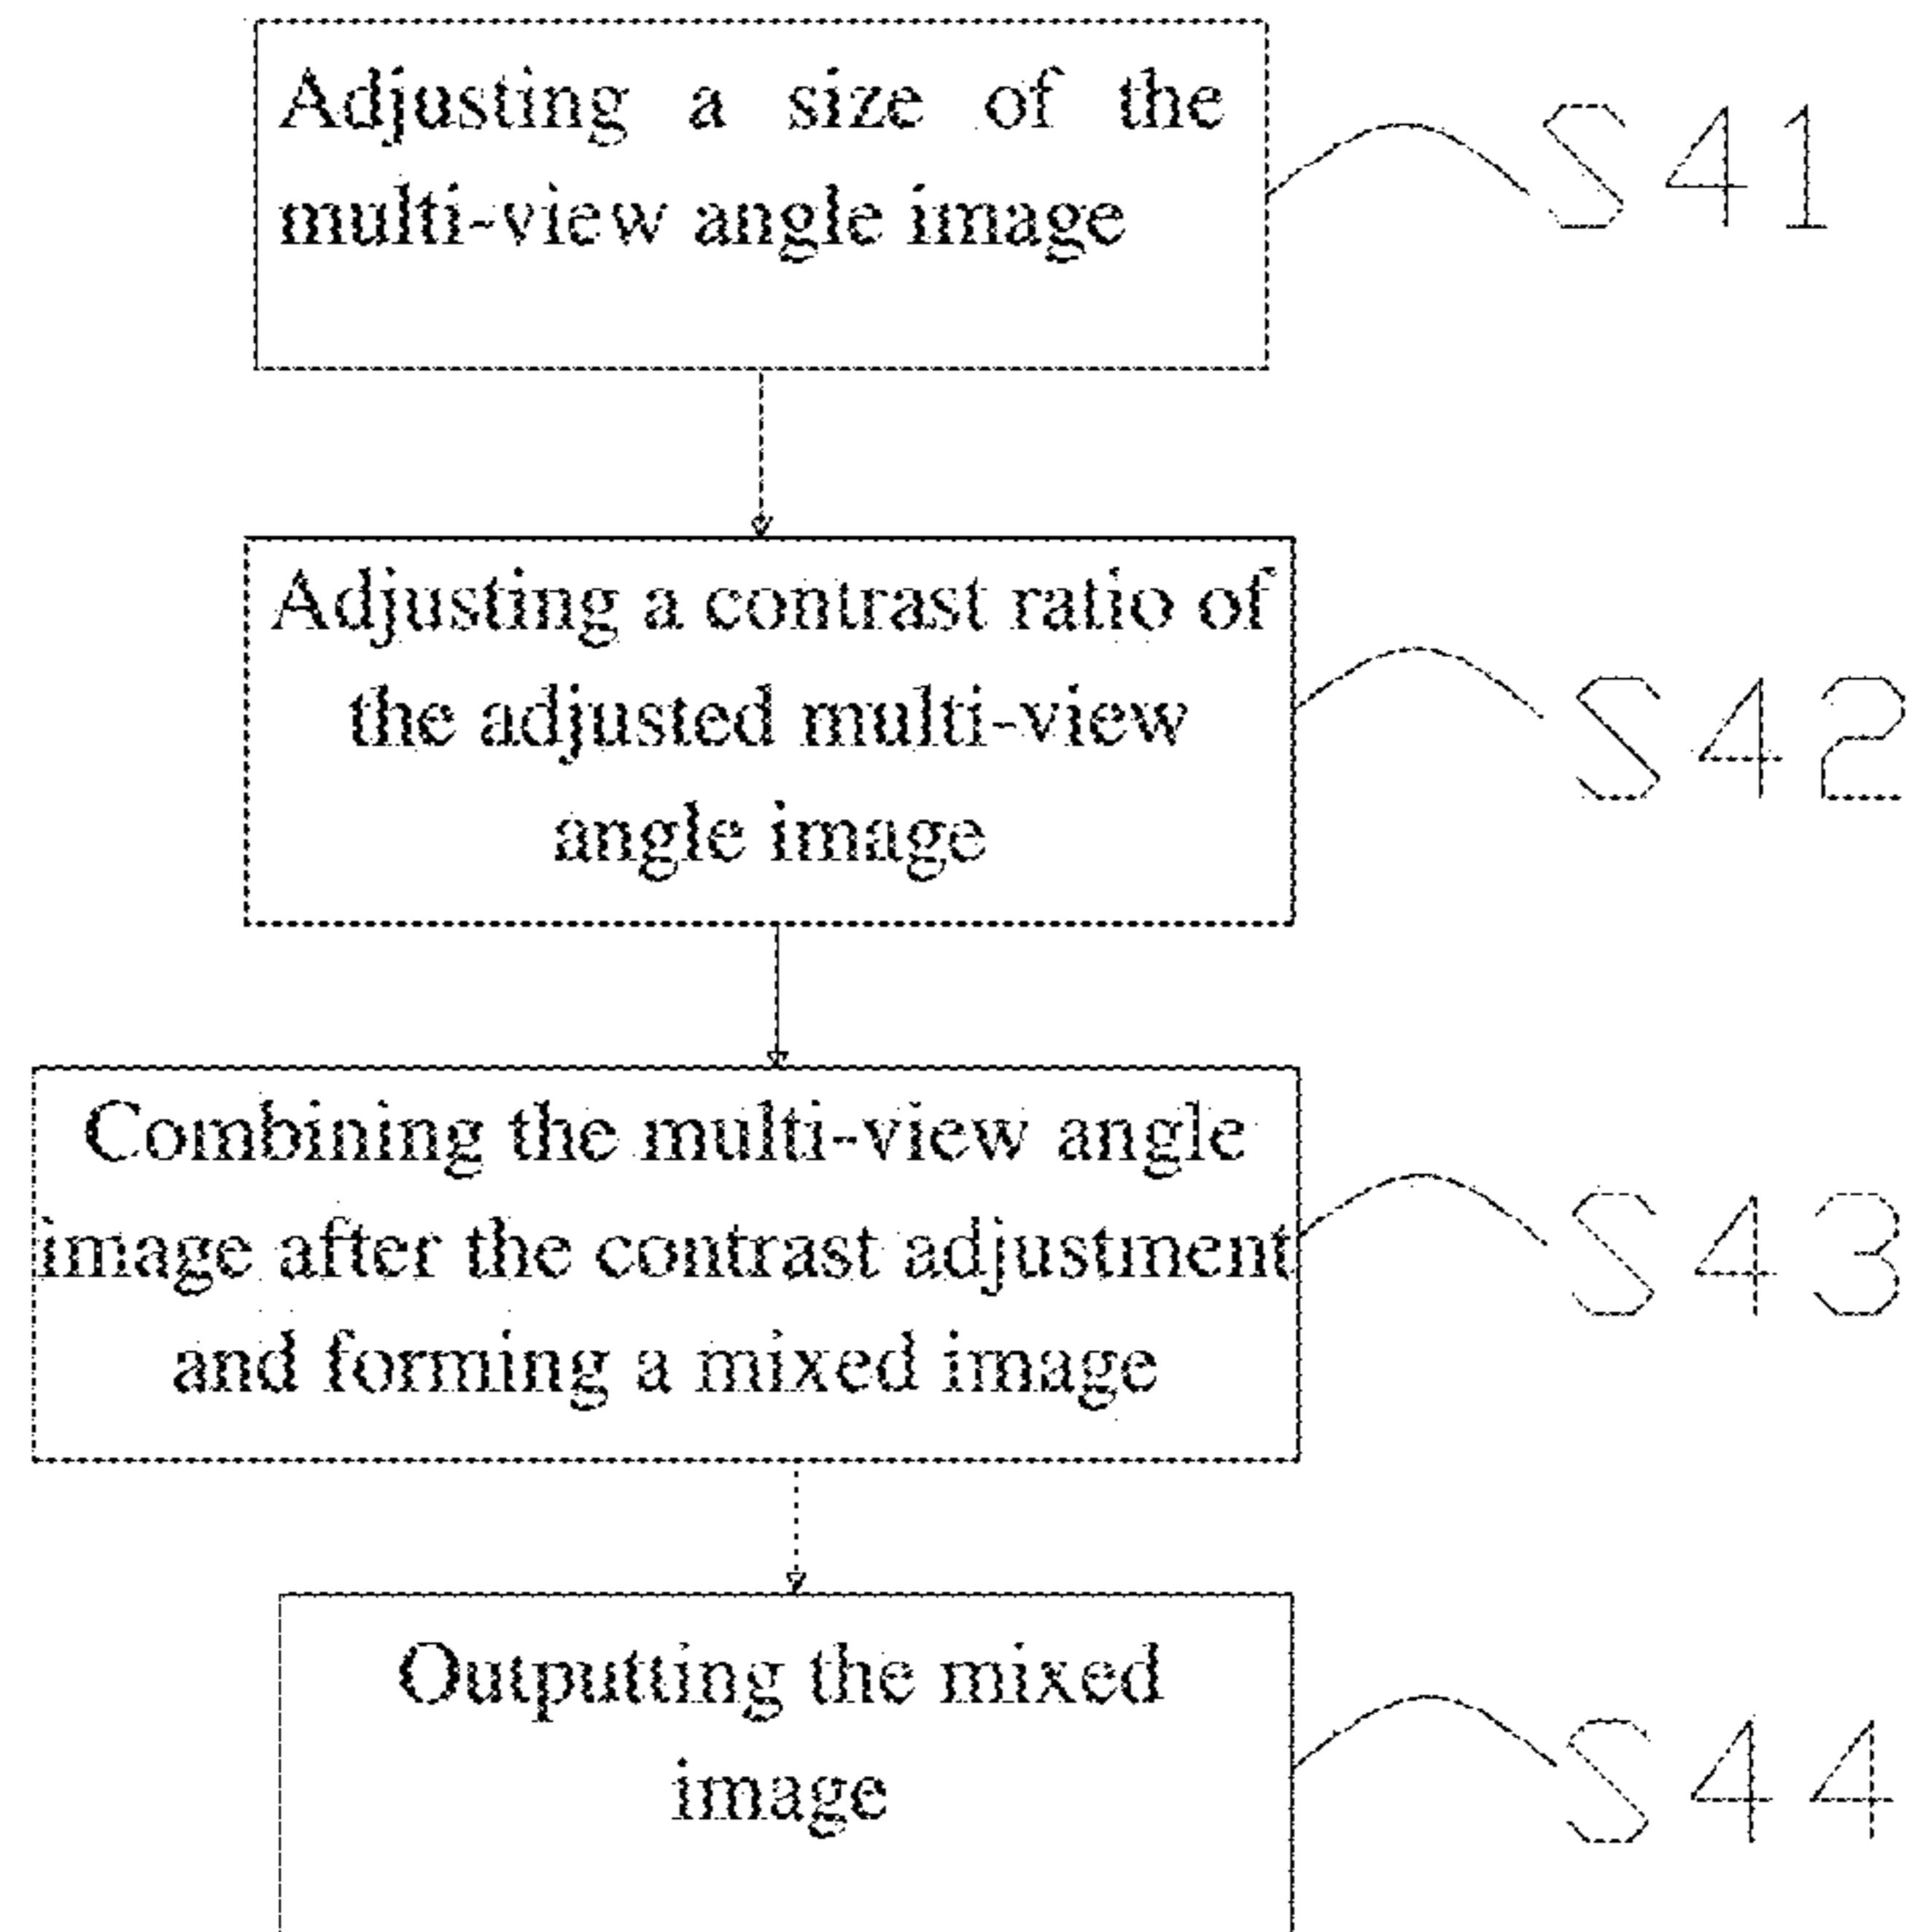 Adjusting a size of the
multi-view angle image
S41
Adjusting a contrast ratio of
the adjusted multi-view
angle image
S42
Combining the multi-view angle
image after the contrast adjustment
and forming a mixed image
S43
Outputting the mixed
image
S44